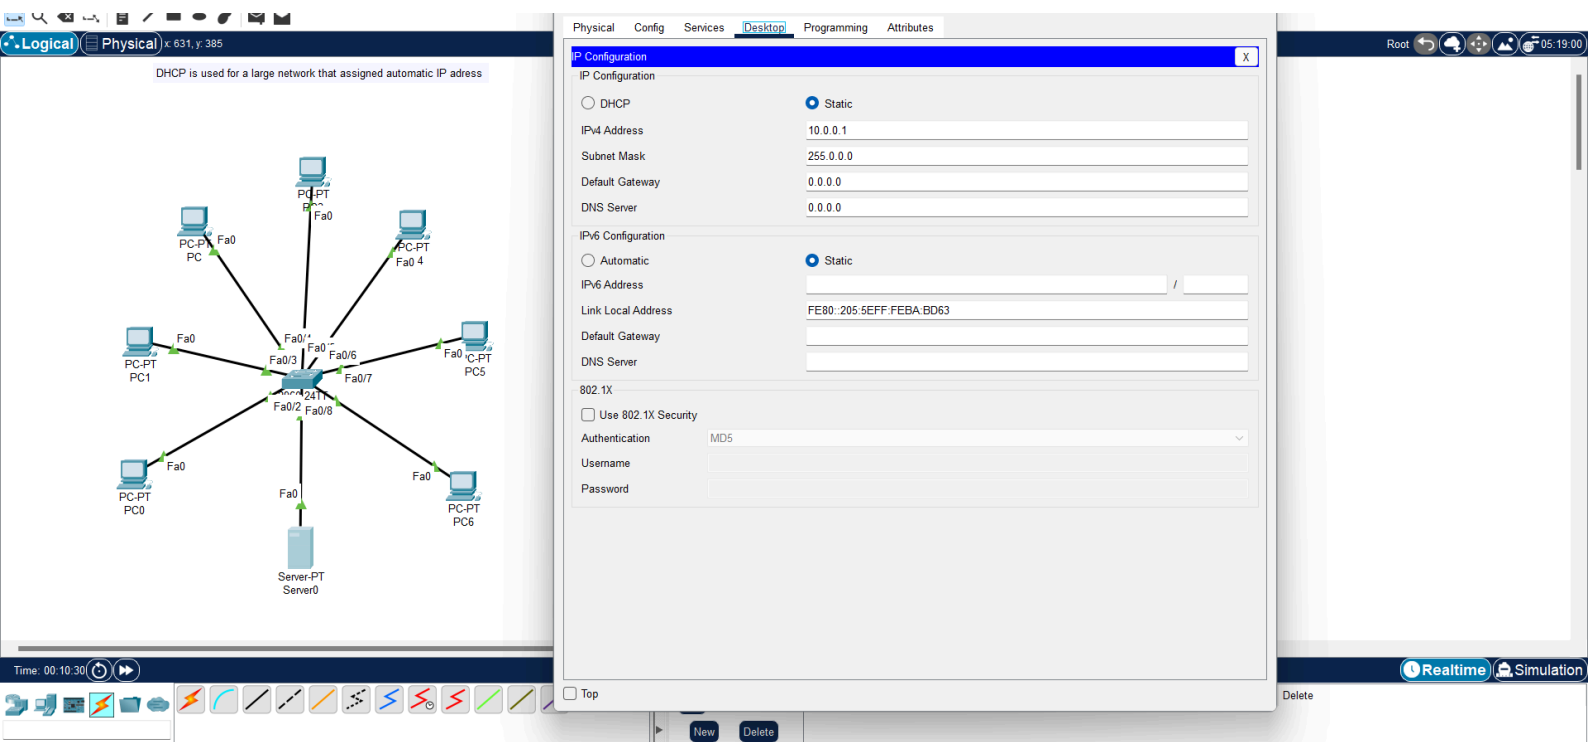 Logical Physical x: 631, y: 385
Root 05:19:00
DHCP is used for a large network that assigned automatic IP adress
PC-PT
Fa0
PC-PT
PC
Fa0
PC-PT
Fa0 4
Fa0
PC-PT
PC1
Fa0/3
Fa0/6
Fa0/7
Fa0
PC5
Fa0/2
Fa0/8
Fa0
PC-PT
PC0
Fa0
Fa0
PC-PT
PC6
Server-PT
Server0
Physical Config Services Desktop Programming Attributes
IP Configuration X
IP Configuration
DHCP Static
IPv4 Address 10.0.0.1
Subnet Mask 255.0.0.0
Default Gateway 0.0.0.0
DNS Server 0.0.0.0
IPv6 Configuration
Automatic Static
IPv6 Address /
Link Local Address FE80::205:5EFF:FEBA:BD63
Default Gateway
DNS Server
802.1X
Use 802.1X Security
Authentication MD5
Username
Password
Top
Time: 00:10:30
Realtime Simulation
New Delete
Delete